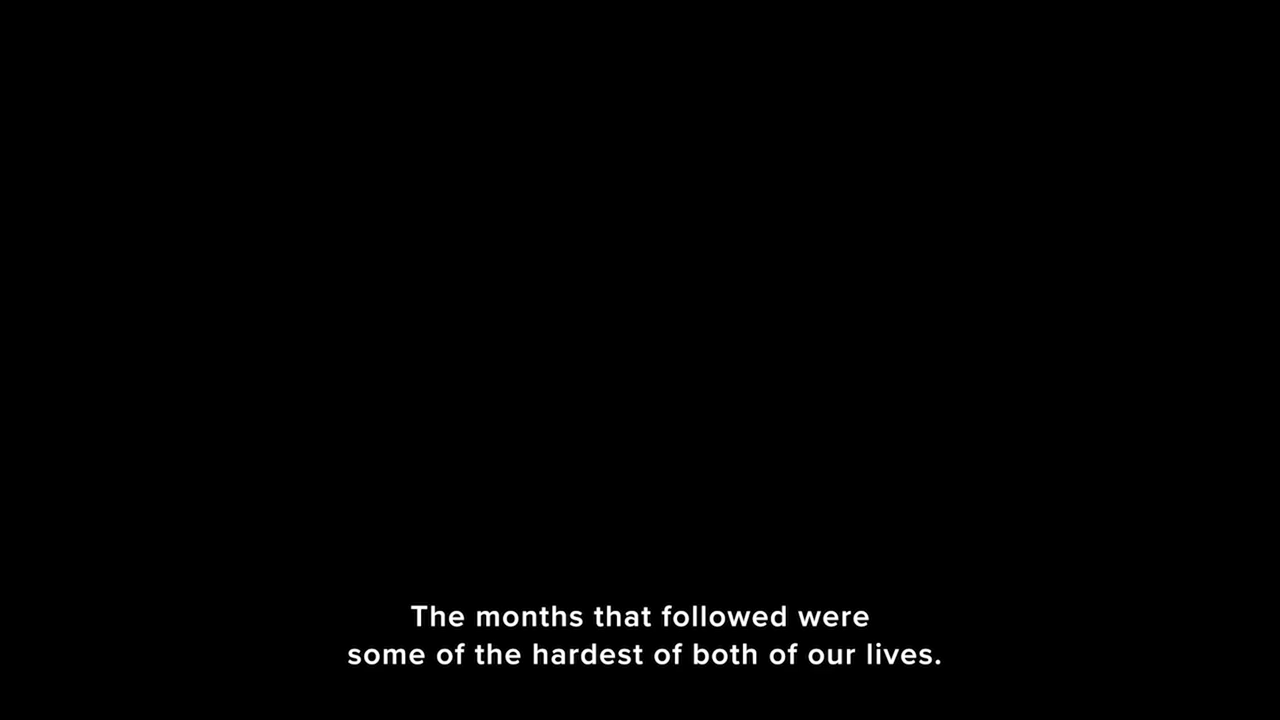 The months that followed were
some of the hardest of both of our lives.